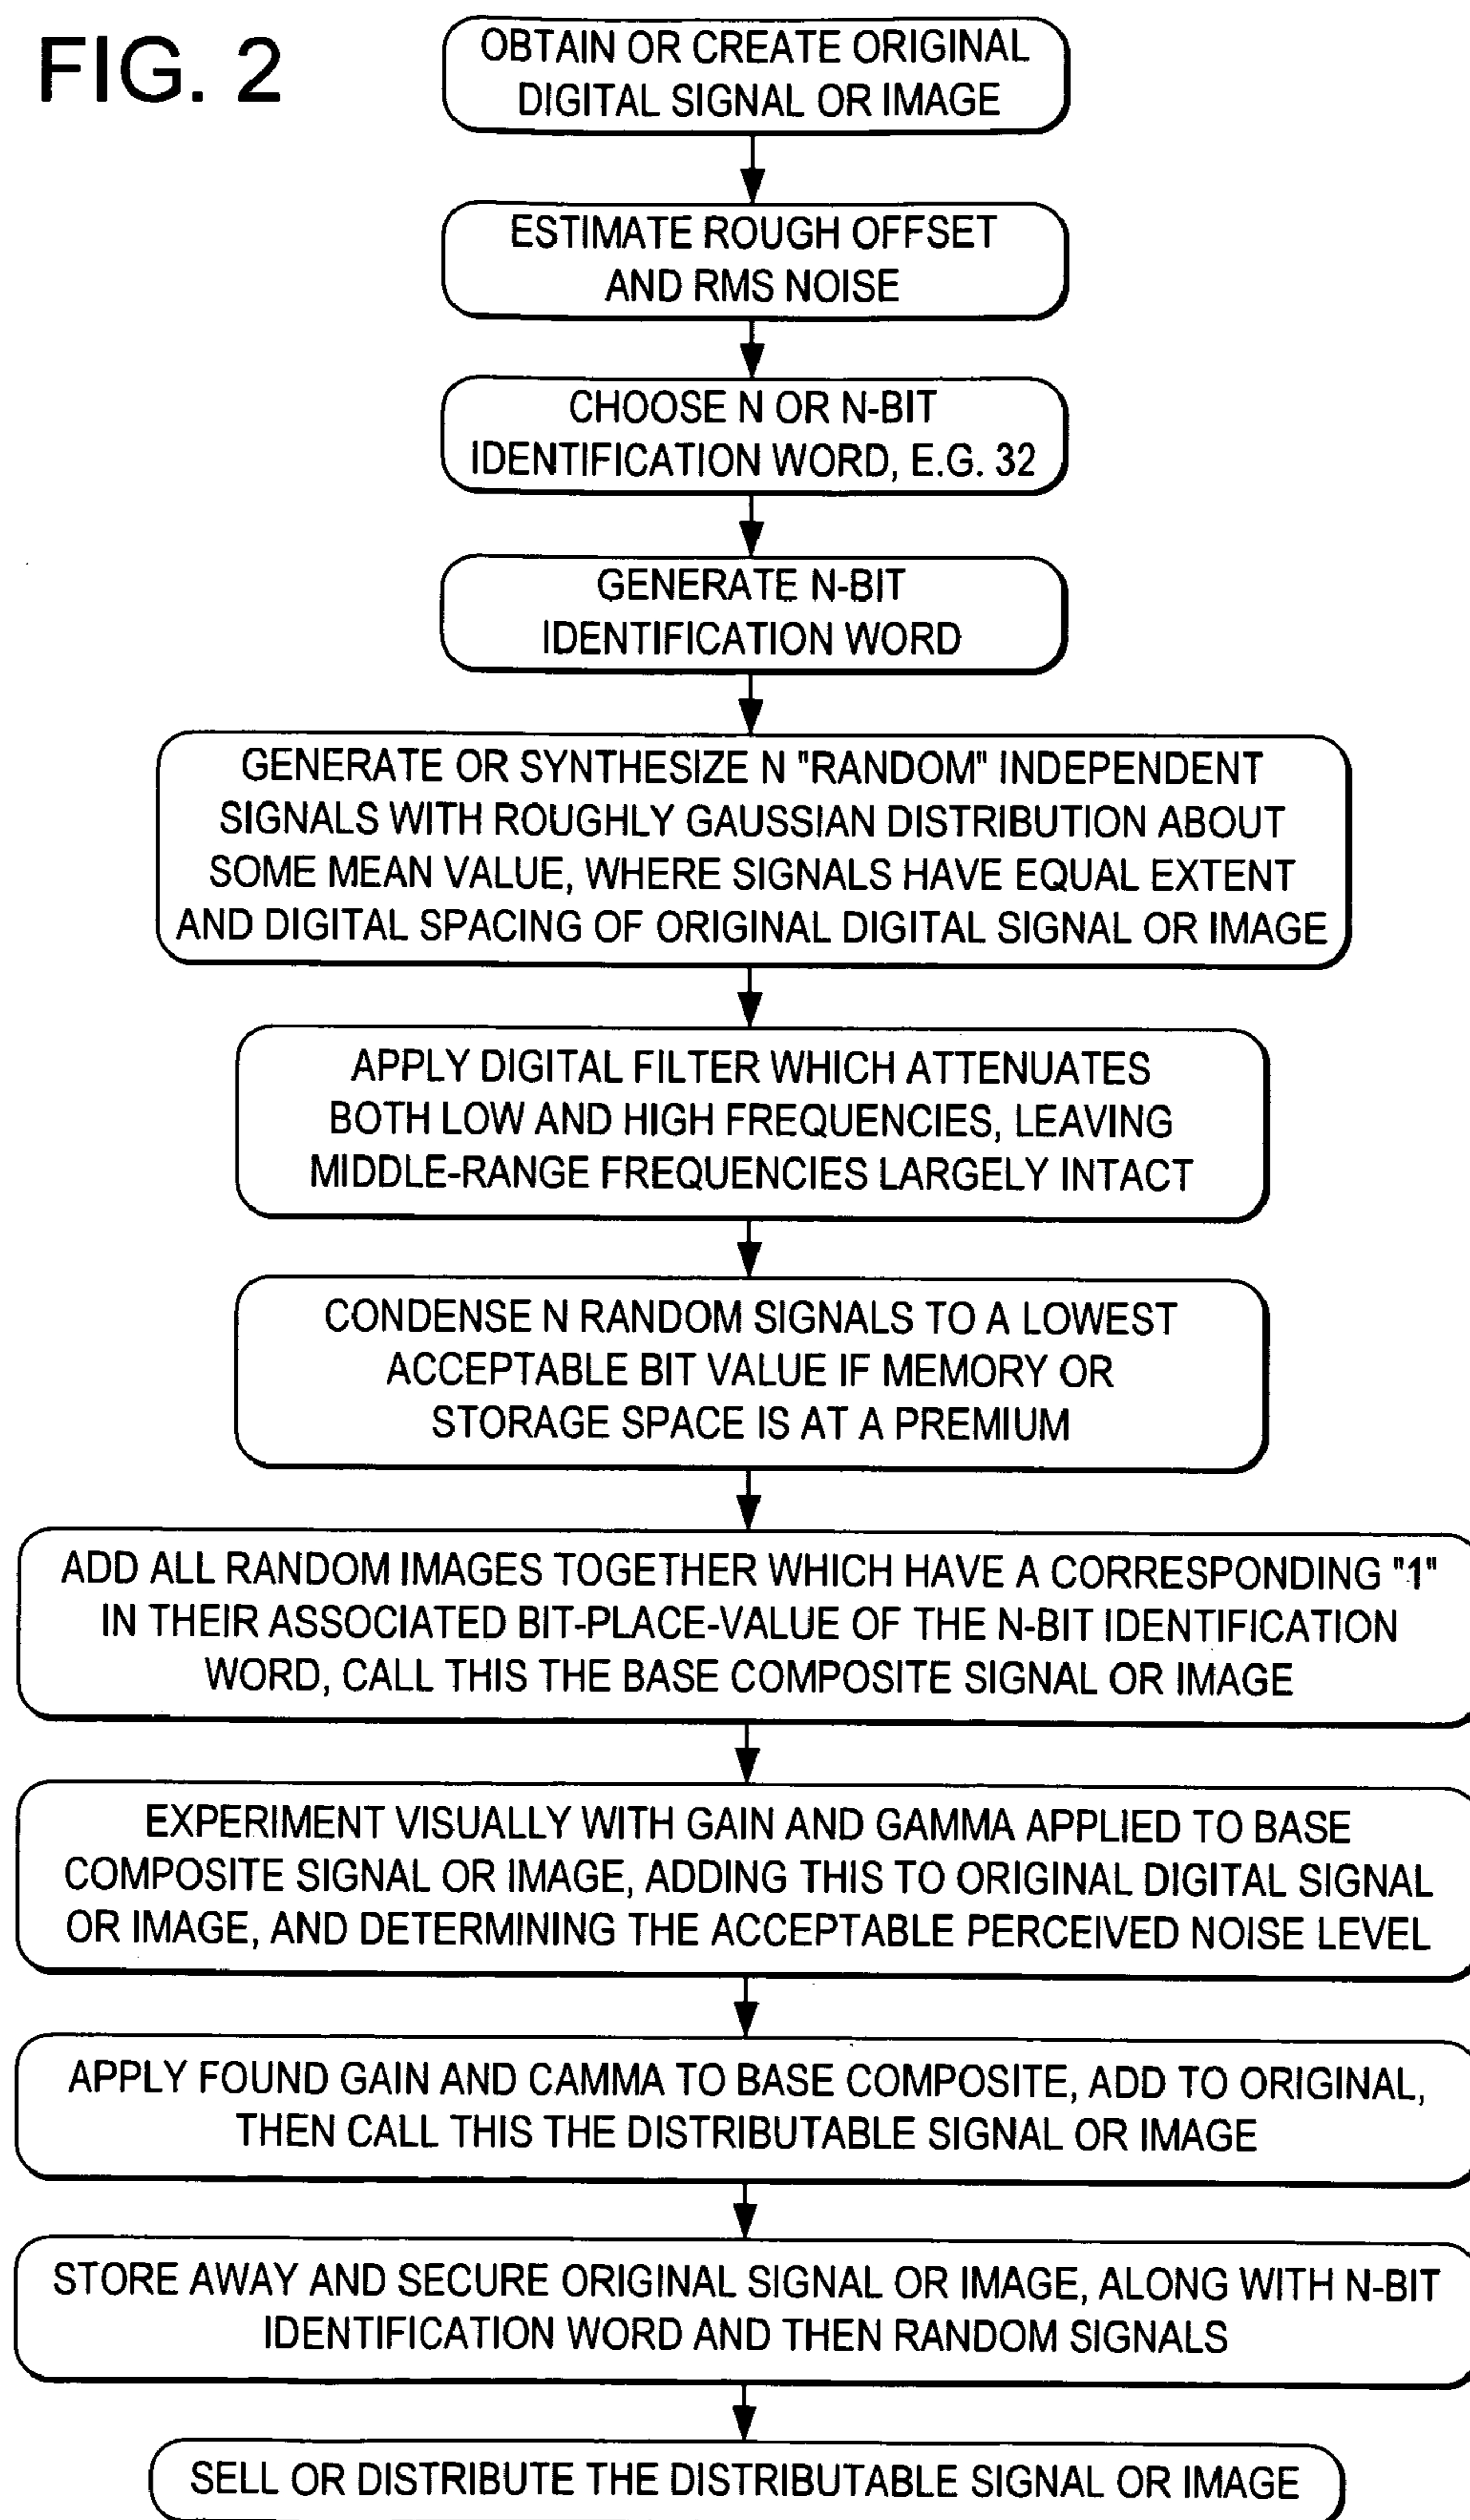 FIG. 2
OBTAIN OR CREATE ORIGINAL
DIGITAL SIGNAL OR IMAGE
ESTIMATE ROUGH OFFSET
AND RMS NOISE
CHOOSE N OR N-BIT
IDENTIFICATION WORD, E.G. 32
GENERATE N-BIT
IDENTIFICATION WORD
GENERATE OR SYNTHESIZE N "RANDOM" INDEPENDENT
SIGNALS WITH ROUGHLY GAUSSIAN DISTRIBUTION ABOUT
SOME MEAN VALUE, WHERE SIGNALS HAVE EQUAL EXTENT
AND DIGITAL SPACING OF ORIGINAL DIGITAL SIGNAL OR IMAGE
APPLY DIGITAL FILTER WHICH ATTENUATES
BOTH LOW AND HIGH FREQUENCIES, LEAVING
MIDDLE-RANGE FREQUENCIES LARGELY INTACT
CONDENSE N RANDOM SIGNALS TO A LOWEST
ACCEPTABLE BIT VALUE IF MEMORY OR
STORAGE SPACE IS AT A PREMIUM
ADD ALL RANDOM IMAGES TOGETHER WHICH HAVE A CORRESPONDING "1"
IN THEIR ASSOCIATED BIT-PLACE-VALUE OF THE N-BIT IDENTIFICATION
WORD, CALL THIS THE BASE COMPOSITE SIGNAL OR IMAGE
EXPERIMENT VISUALLY WITH GAIN AND GAMMA APPLIED TO BASE
COMPOSITE SIGNAL OR IMAGE, ADDING THIS TO ORIGINAL DIGITAL SIGNAL
OR IMAGE, AND DETERMINING THE ACCEPTABLE PERCEIVED NOISE LEVEL
APPLY FOUND GAIN AND CAMMA TO BASE COMPOSITE, ADD TO ORIGINAL,
THEN CALL THIS THE DISTRIBUTABLE SIGNAL OR IMAGE
STORE AWAY AND SECURE ORIGINAL SIGNAL OR IMAGE, ALONG WITH N-BIT
IDENTIFICATION WORD AND THEN RANDOM SIGNALS
SELL OR DISTRIBUTE THE DISTRIBUTABLE SIGNAL OR IMAGE